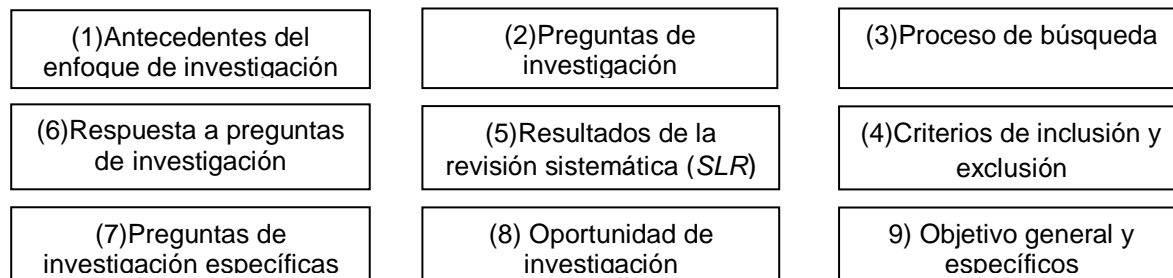 (1)Antecedentes del
enfoque de investigación
(2)Preguntas de
investigación
(3)Proceso de búsqueda
(6)Respuesta a preguntas
de investigación
(5)Resultados de la
revisión sistemática (SLR)
(4)Criterios de inclusión y
exclusión
(7)Preguntas de
investigación específicas
(8) Oportunidad de
investigación
9) Objetivo general y
específicos